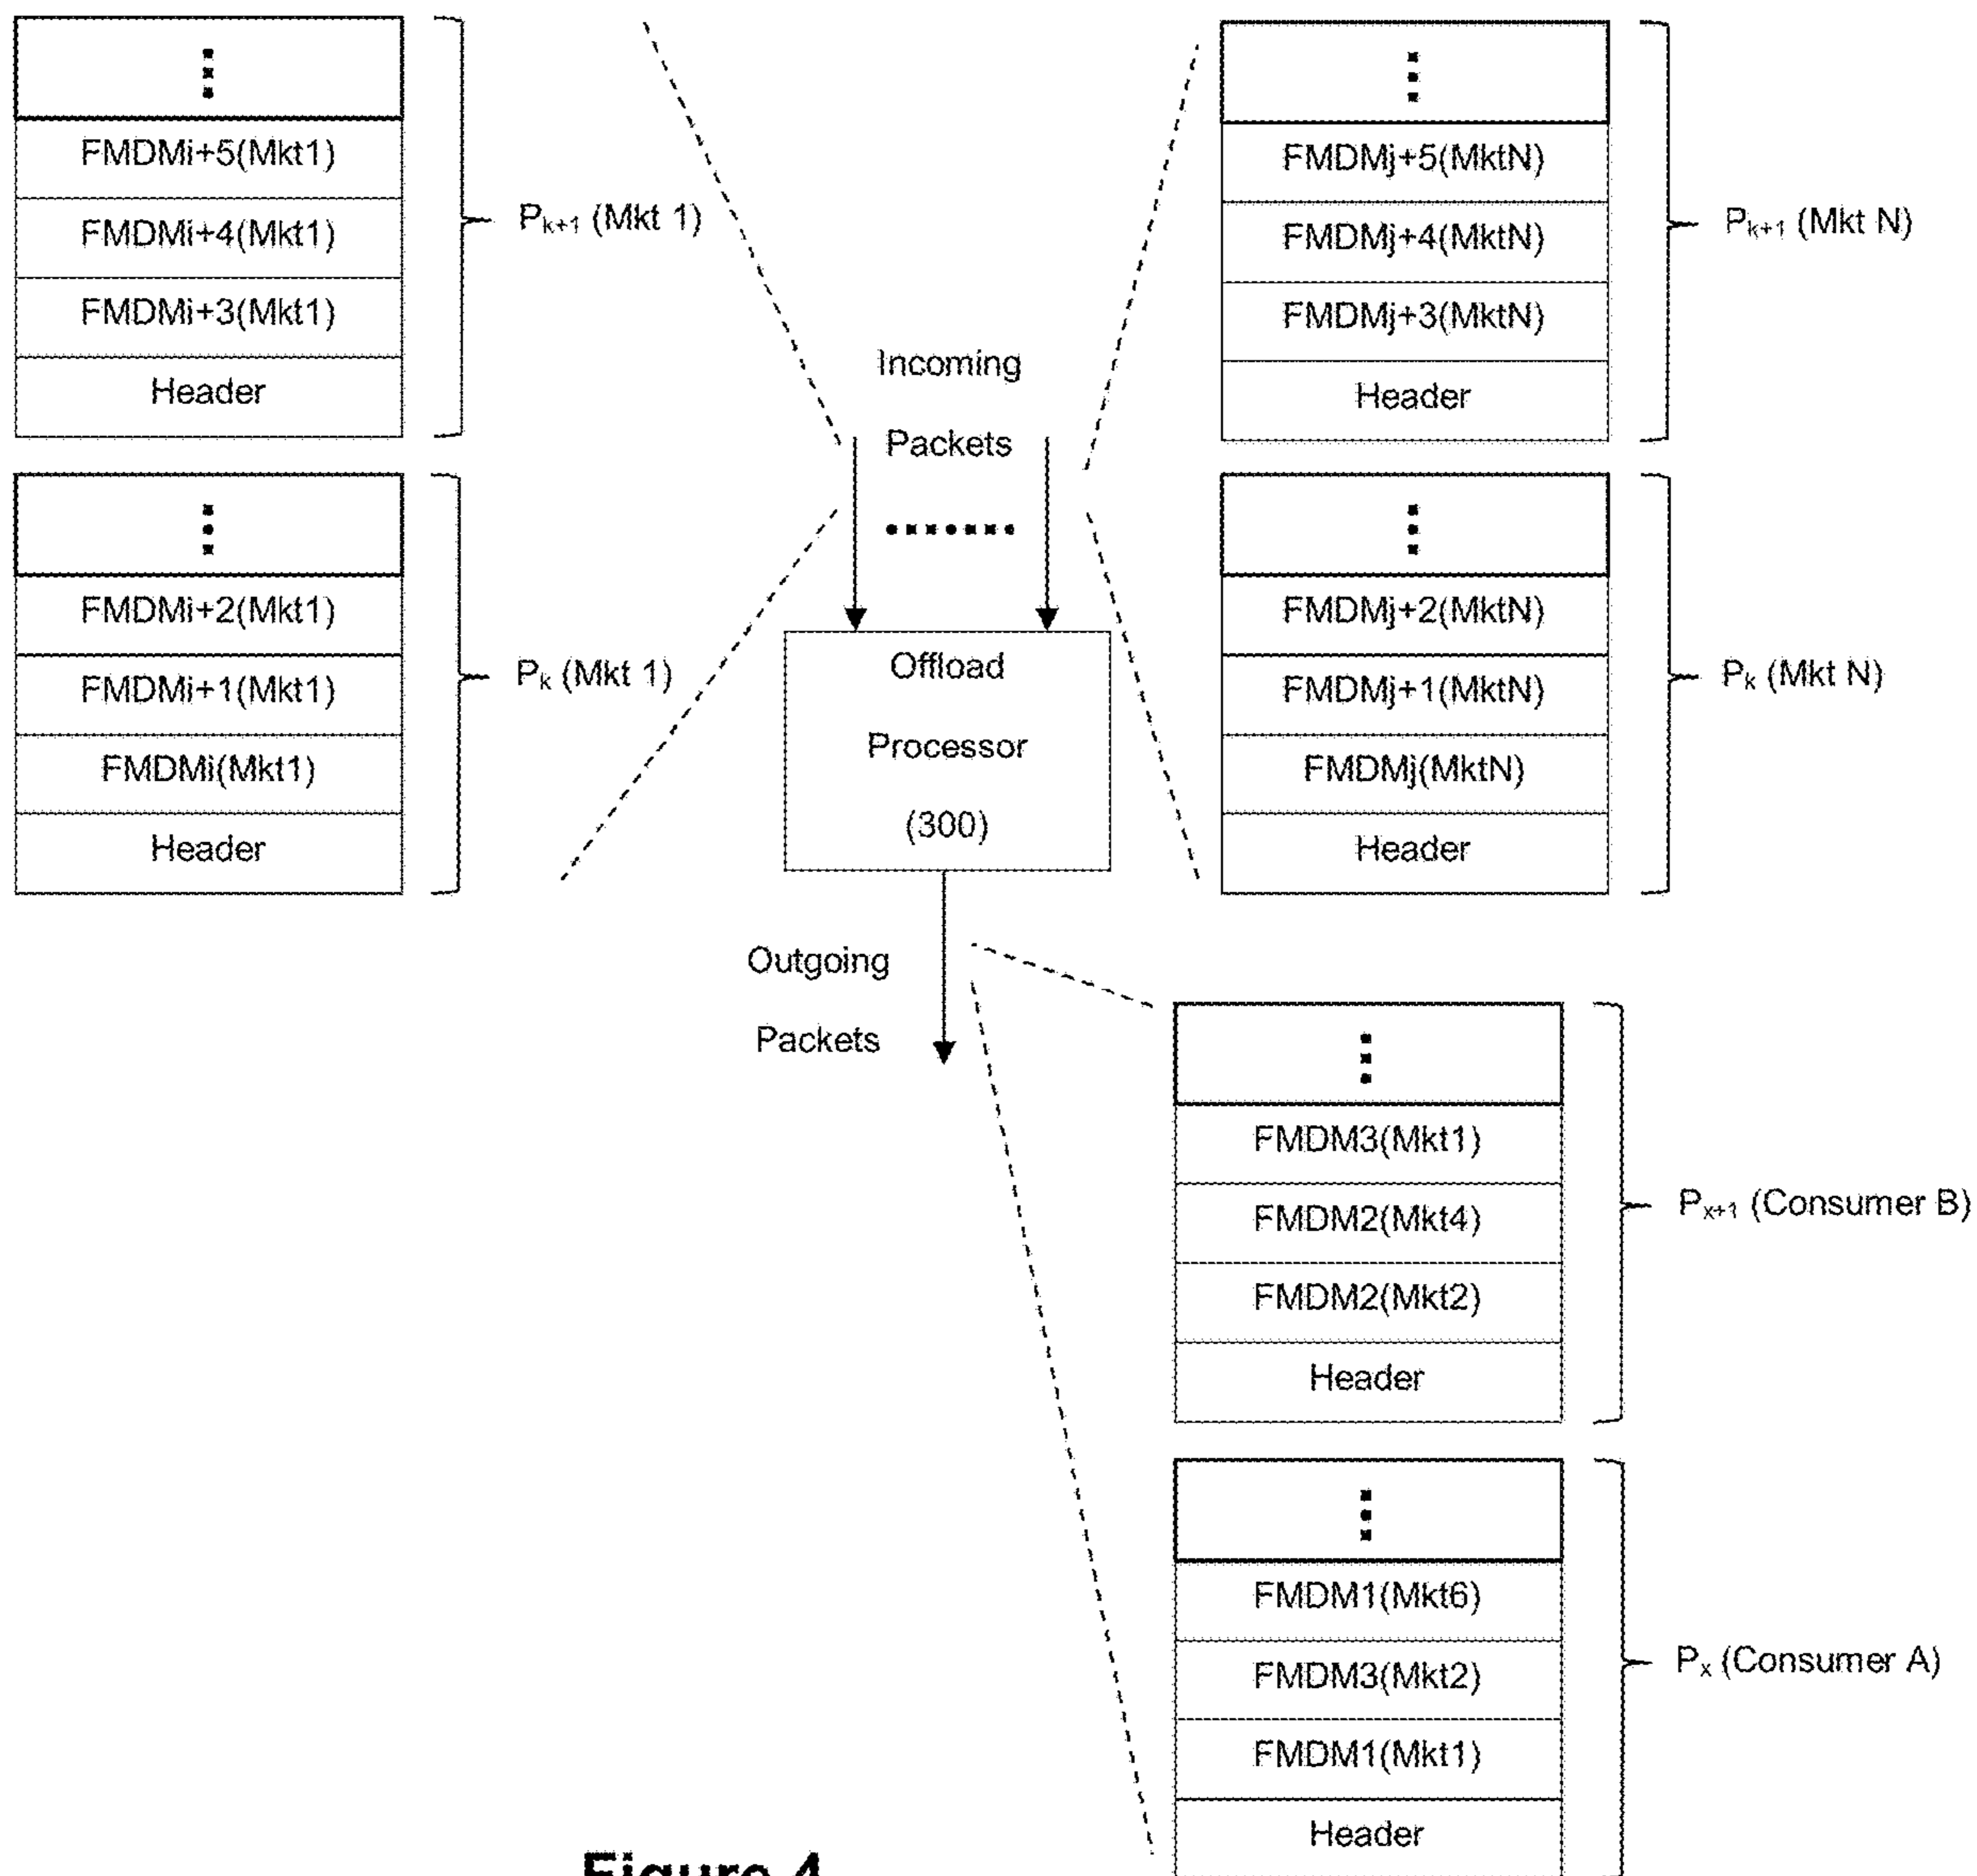 FMDMi+5(Mkt1)
FMDMi+4(Mkt1)
FMDMi+3(Mkt1)
Header
Pk+1 (Mkt 1)
FMDMi+2(Mkt1)
FMDMi+1(Mkt1)
FMDMi(Mkt1)
Header
Pk (Mkt 1)
Incoming
Packets
Offload
Processor
(300)
Outgoing
Packets
FMDMj+5(MktN)
FMDMj+4(MktN)
FMDMj+3(MktN)
Header
Pk+1 (Mkt N)
FMDMj+2(MktN)
FMDMj+1(MktN)
FMDMj(MktN)
Header
Pk (Mkt N)
FMDM3(Mkt1)
FMDM2(Mkt4)
FMDM2(Mkt2)
Header
Px+1 (Consumer B)
FMDM1(Mkt6)
FMDM3(Mkt2)
FMDM1(Mkt1)
Header
Px (Consumer A)
Figure 4